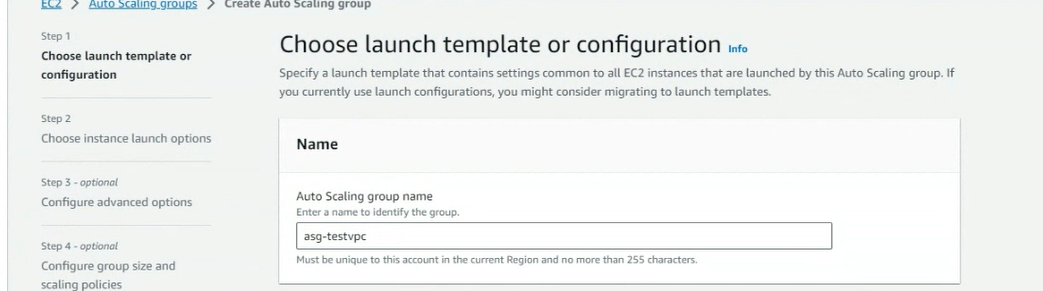 EC2 > Auto Scaling groups > Create Auto Scaling group
Step 1
Choose launch template or
configuration
Step 2
Choose instance launch options
Step 3 - optional
Configure advanced options
Step 4 - optional
Configure group size and
scaling policies
Choose launch template or configuration Info
Specify a launch template that contains settings common to all EC2 instances that are launched by this Auto Scaling group. If
you currently use launch configurations, you might consider migrating to launch templates.
Name
Auto Scaling group name
Enter a name to identify the group.
asg-testvpc
Must be unique to this account in the current Region and no more than 255 characters.